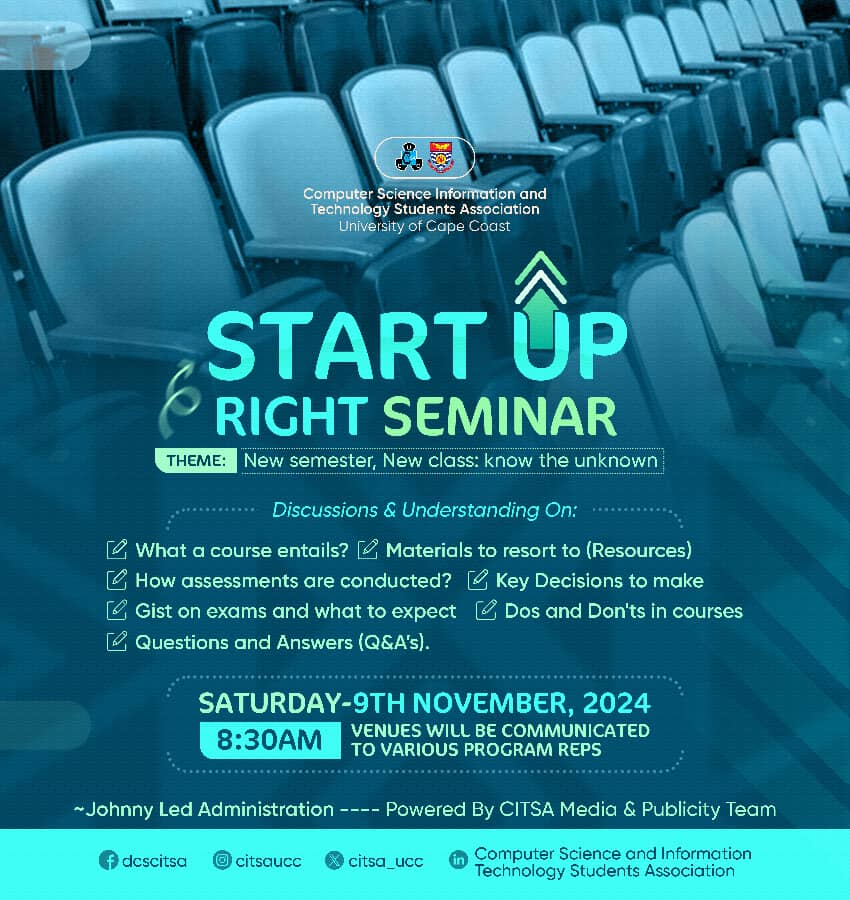 Computer Science Information and
Technology Students Association
University of Cape Coast
START UP
RIGHT SEMINAR
THEME: New semester, New class: know the unknown
Discussions & Understanding On:
What a course entails? Materials to resort to (Resources)
How assessments are conducted? Key Decisions to make
Gist on exams and what to expect Dos and Don'ts in courses
Questions and Answers (Q&A's).
SATURDAY-9TH NOVEMBER, 2024
8:30AM VENUES WILL BE COMMUNICATED
TO VARIOUS PROGRAM REPS
~Johnny Led Administration ---- Powered By CITSA Media & Publicity Team
dcscitsa citsaucc citsa_ucc Computer Science and Information
Technology Students Association